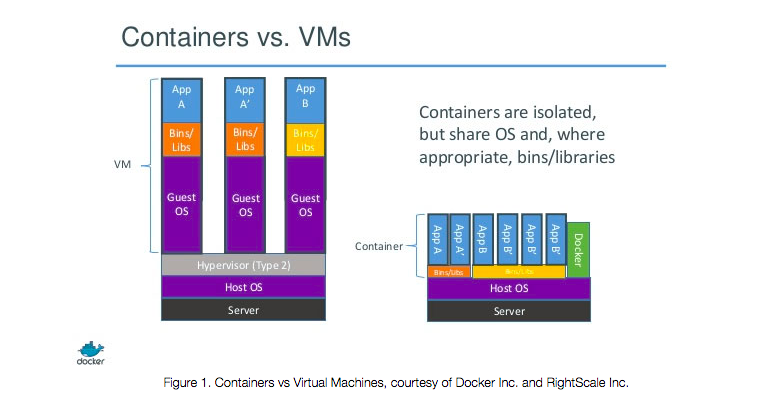 Containers vs. VMs
App
A
App
A’
App
B
Bins/
Libs
Bins/
Libs
Bins/
Libs
VM
Guest
OS
Guest
OS
Guest
OS
Hypervisor (Type 2)
Host OS
Server
Containers are isolated,
but share OS and, where
appropriate, bins/libraries
Container
App A
App A’
App B
App B’
App B’
App B’
Docker
Bins/Libs
Bins/Libs
Host OS
Server
docker
Figure 1. Containers vs Virtual Machines, courtesy of Docker Inc. and RightScale Inc.